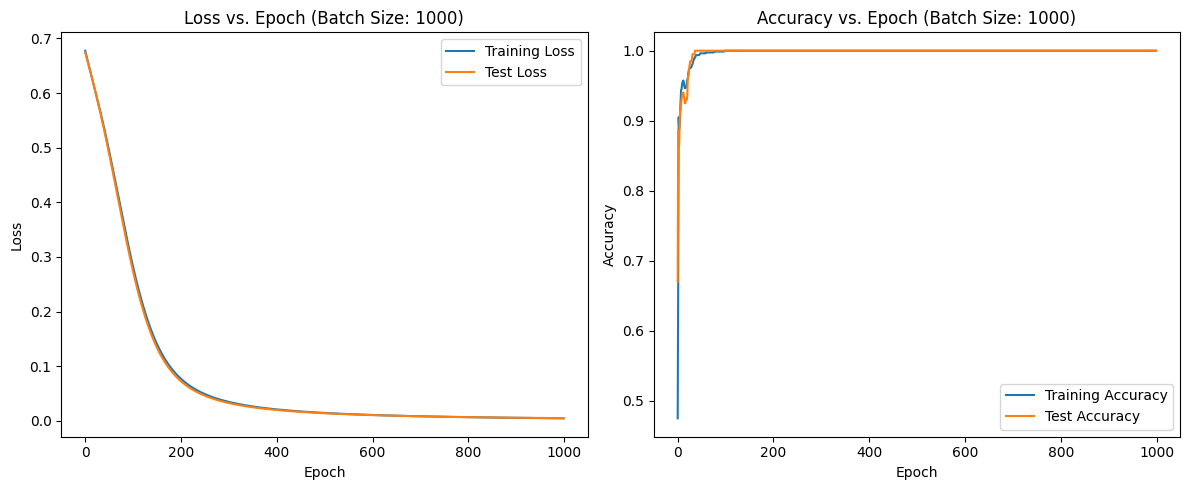 Loss vs. Epoch (Batch Size: 1000)
0.7
0.6
0.5
0.4
0.3
0.2
0.1
0.0
Loss
0 200 400 600 800 1000
Epoch
Training Loss
Test Loss
Accuracy vs. Epoch (Batch Size: 1000)
1.0
0.9
0.8
0.7
0.6
0.5
Accuracy
0 200 400 600 800 1000
Epoch
Training Accuracy
Test Accuracy